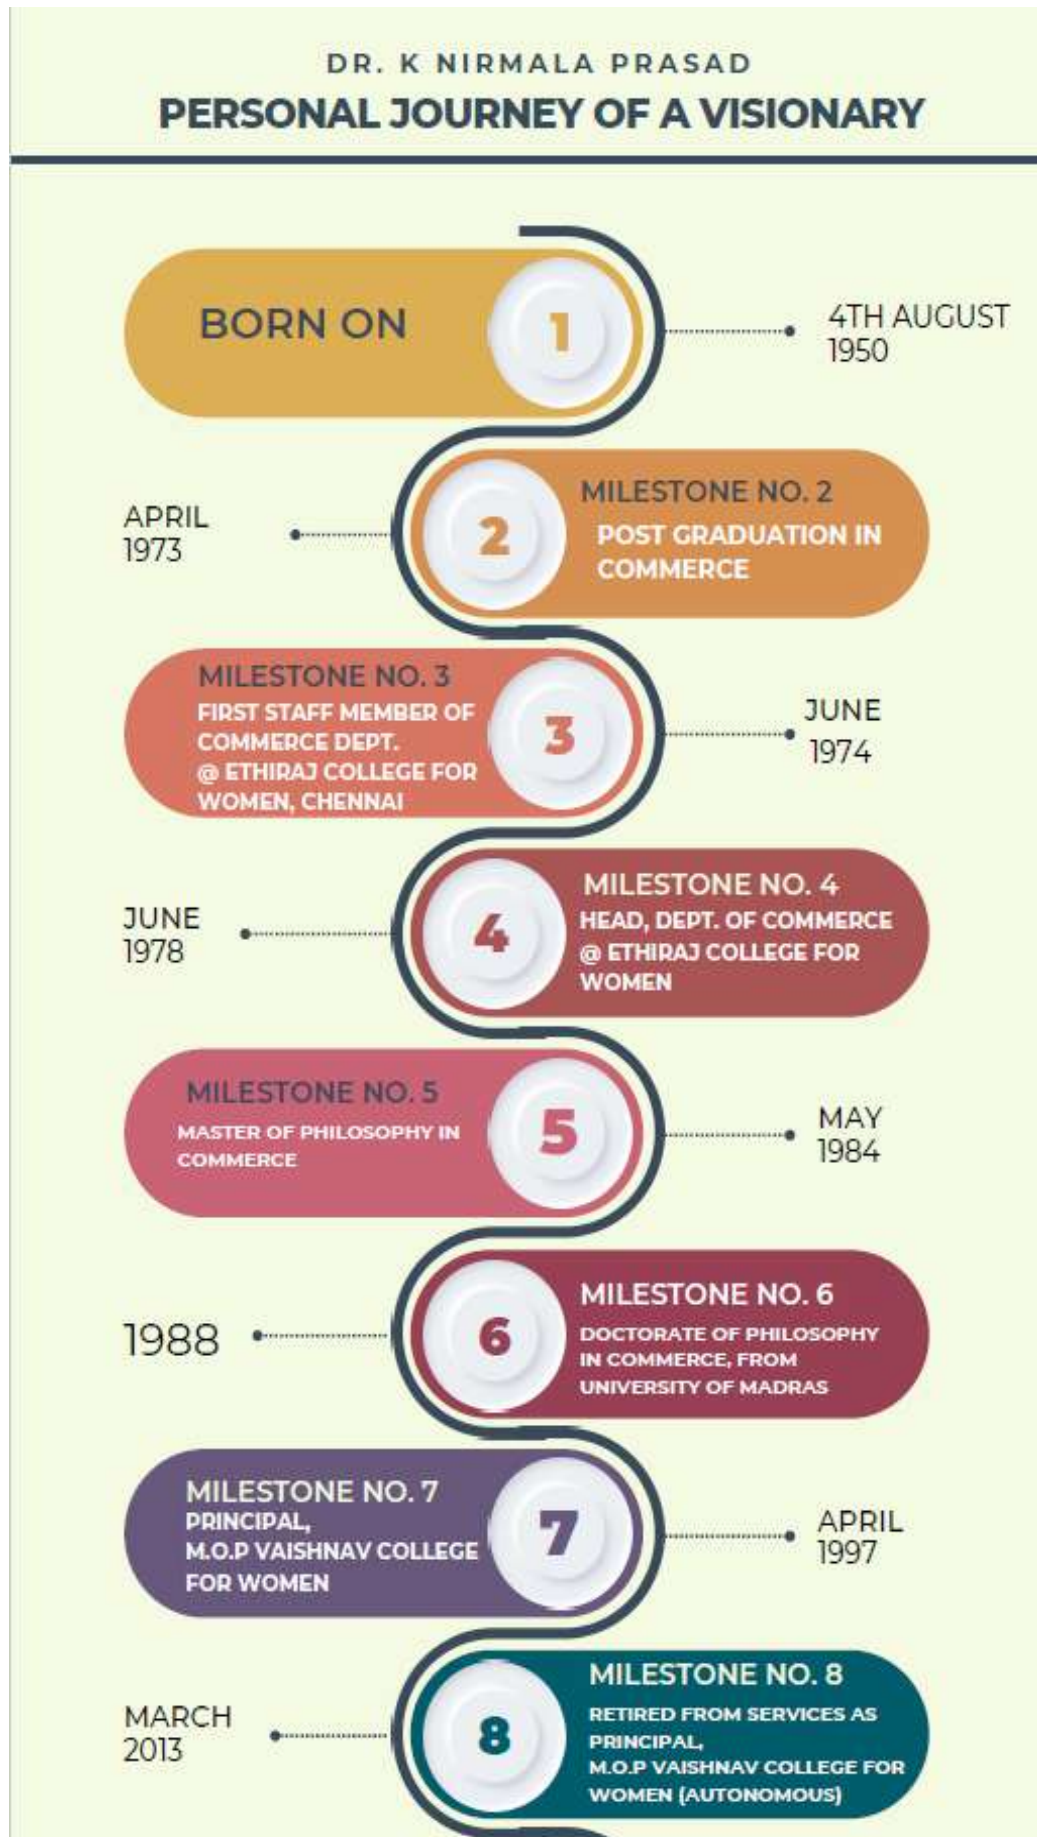 DR. K NIRMALA PRASAD
PERSONAL JOURNEY OF A VISIONARY
BORN ON
1
4TH AUGUST
1950
APRIL
1973
2
MILESTONE NO. 2
POST GRADUATION IN
COMMERCE
MILESTONE NO. 3
FIRST STAFF MEMBER OF
COMMERCE DEPT.
@ ETHIRAJ COLLEGE FOR
WOMEN, CHENNAI
3
JUNE
1974
JUNE
1978
4
MILESTONE NO. 4
HEAD, DEPT. OF COMMERCE
@ ETHIRAJ COLLEGE FOR
WOMEN
MILESTONE NO. 5
MASTER OF PHILOSOPHY IN
COMMERCE
5
MAY
1984
1988
6
MILESTONE NO. 6
DOCTORATE OF PHILOSOPHY
IN COMMERCE, FROM
UNIVERSITY OF MADRAS
MILESTONE NO. 7
PRINCIPAL,
M.O.P VAISHNAV COLLEGE
FOR WOMEN
7
APRIL
1997
MARCH
2013
8
MILESTONE NO. 8
RETIRED FROM SERVICES AS
PRINCIPAL,
M.O.P VAISHNAV COLLEGE FOR
WOMEN (AUTONOMOUS)